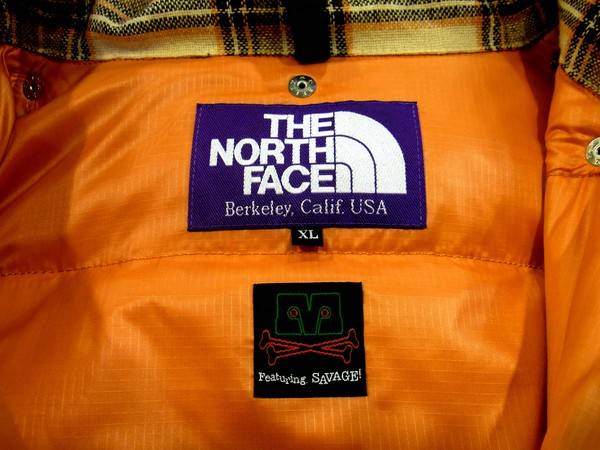 THE
NORTH
FACE
Berkeley, Calif. USA
XL
Featuring SAVAGE!